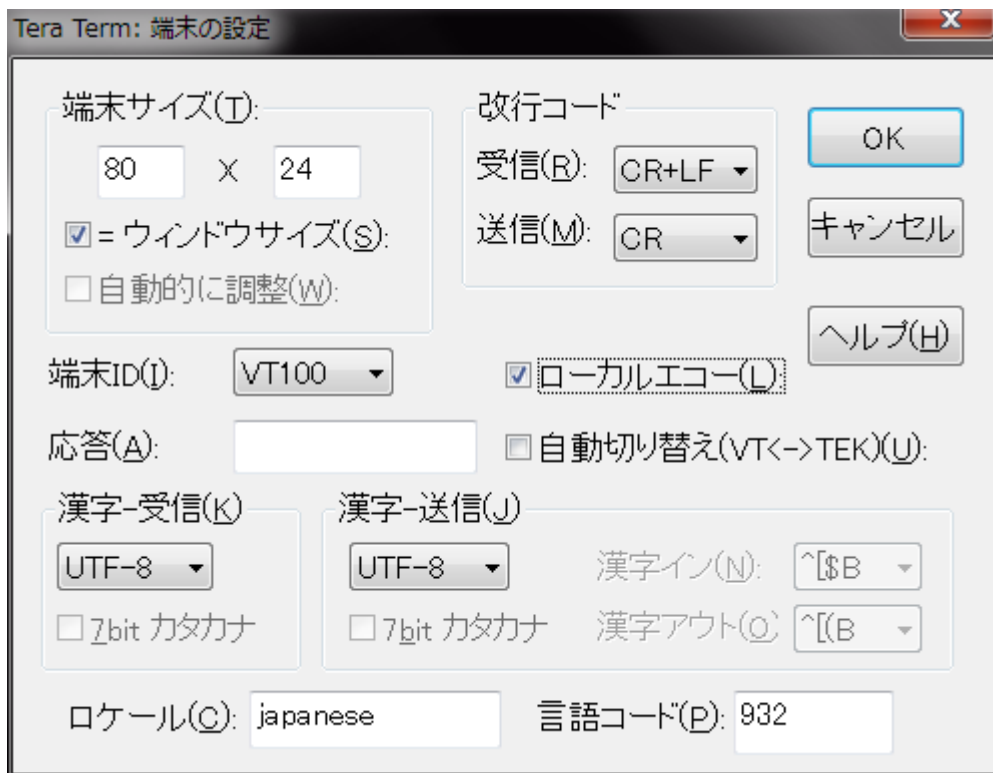 Tera Term: 端末の設定
端末サイズ(T):
80 X 24
= ウィンドウサイズ(S):
自動的に調整(W):
改行コード
受信(R): CR+LF
送信(M): CR
OK
キャンセル
ヘルプ(H)
端末ID(I): VT100
ローカルエコー(L):
応答(A):
自動切り替え(VT<->TEK)(U):
漢字-受信(K)
UTF-8
7bit カタカナ
漢字-送信(J)
UTF-8
7bit カタカナ
漢字イン(N): ^[$B
漢字アウト(O) ^[(B
ロケール(C): japanese
言語コード(P): 932